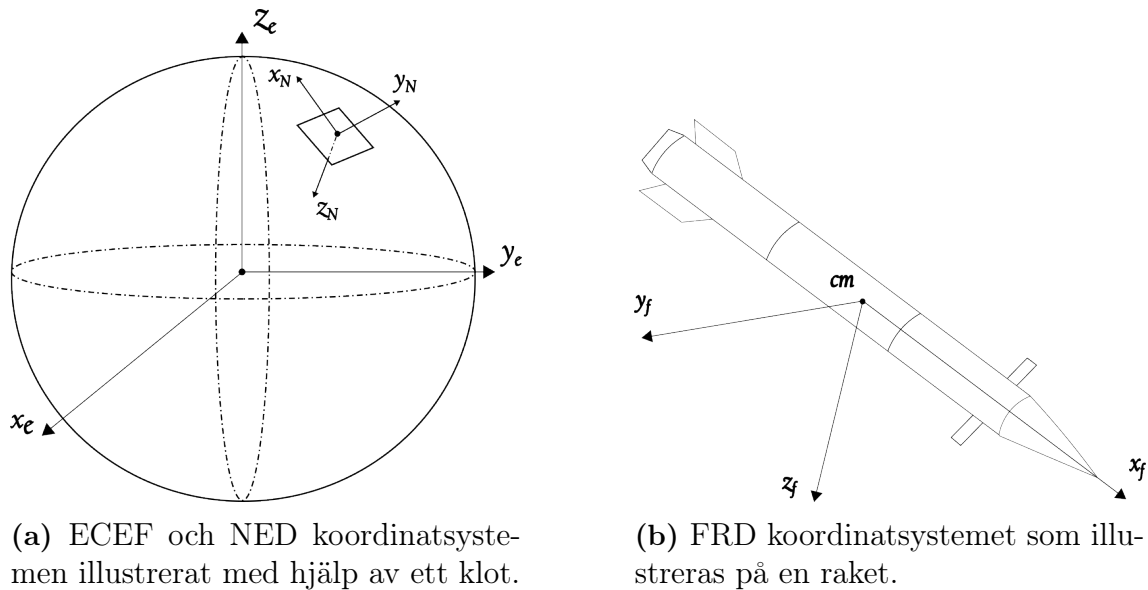 z_e
x_N
y_N
z_N
y_e
x_e
(a) ECEF och NED koordinatsyste-
men illustrerat med hjälp av ett klot.
cm
y_f
z_f
x_f
(b) FRD koordinatsystemet som illu-
streras på en raket.